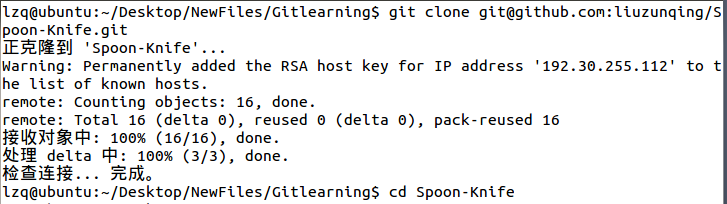 lzq@ubuntu:~/Desktop/NewFiles/Gitlearning$ git clone git@github.com:liuzunqing/S
poon-Knife.git
正克隆到 'Spoon-Knife'...
Warning: Permanently added the RSA host key for IP address '192.30.255.112' to t
he list of known hosts.
remote: Counting objects: 16, done.
remote: Total 16 (delta 0), reused 0 (delta 0), pack-reused 16
接收对象中: 100% (16/16), done.
处理 delta 中: 100% (3/3), done.
检查连接... 完成。
lzq@ubuntu:~/Desktop/NewFiles/Gitlearning$ cd Spoon-Knife